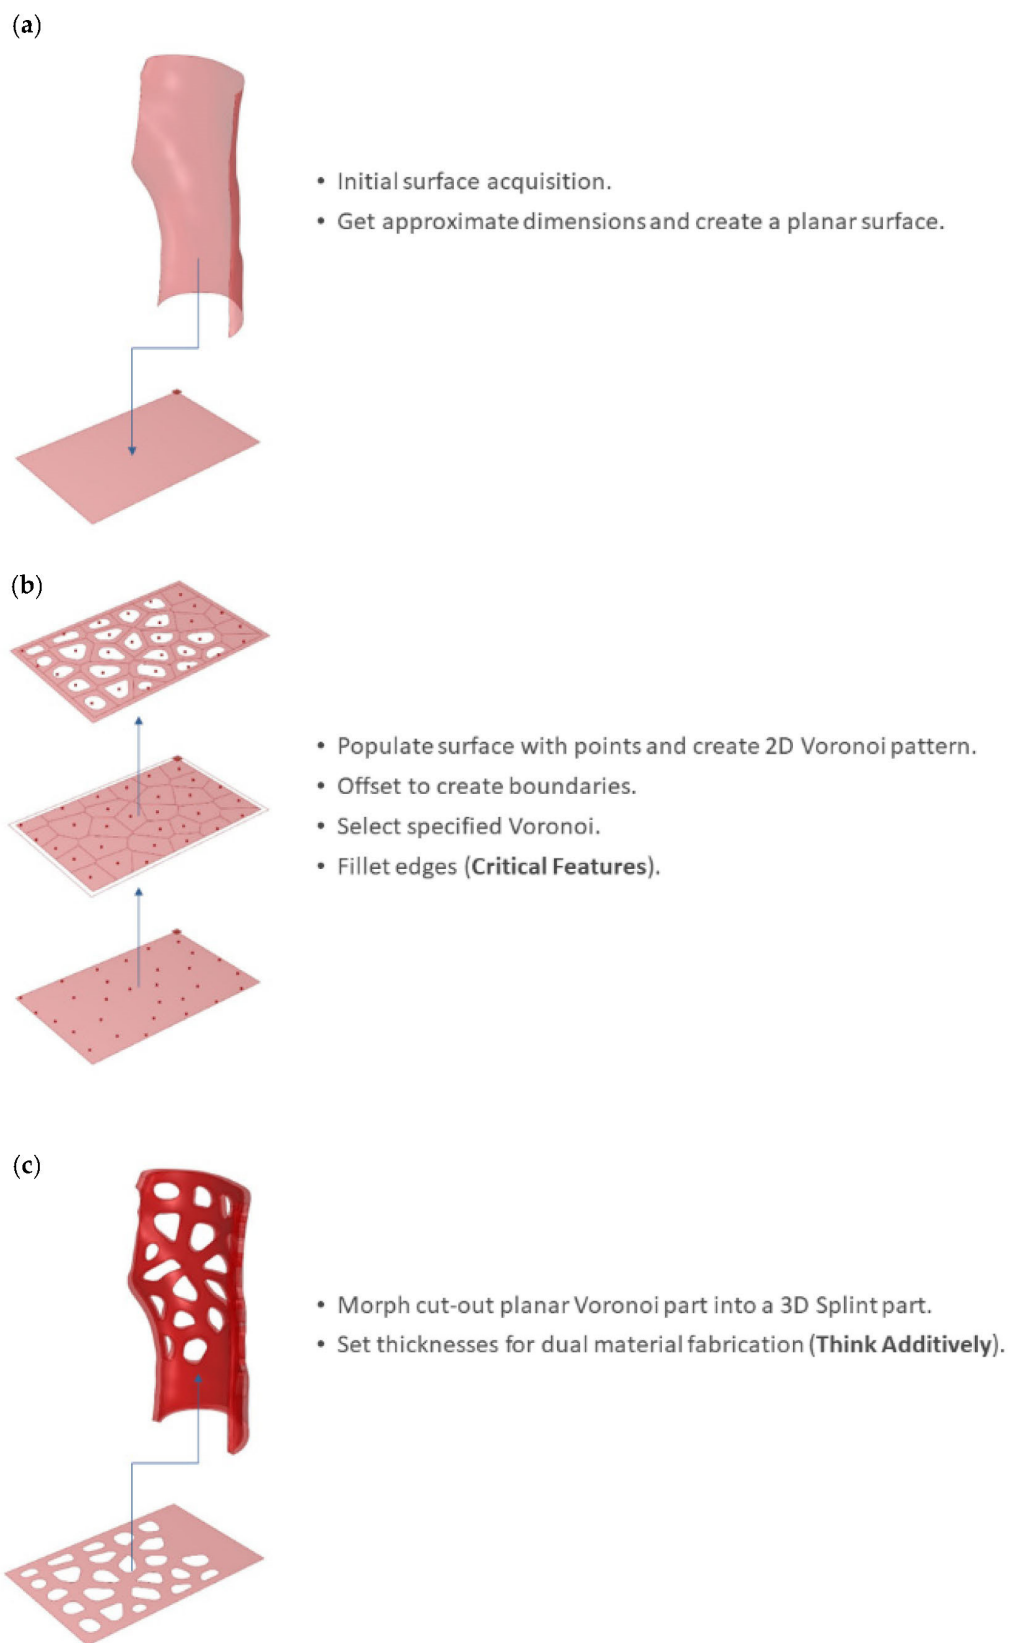 (a)
• Initial surface acquisition.
• Get approximate dimensions and create a planar surface.
(b)
• Populate surface with points and create 2D Voronoi pattern.
• Offset to create boundaries.
• Select specified Voronoi.
• Fillet edges (Critical Features).
(c)
• Morph cut-out planar Voronoi part into a 3D Splint part.
• Set thicknesses for dual material fabrication (Think Additively).